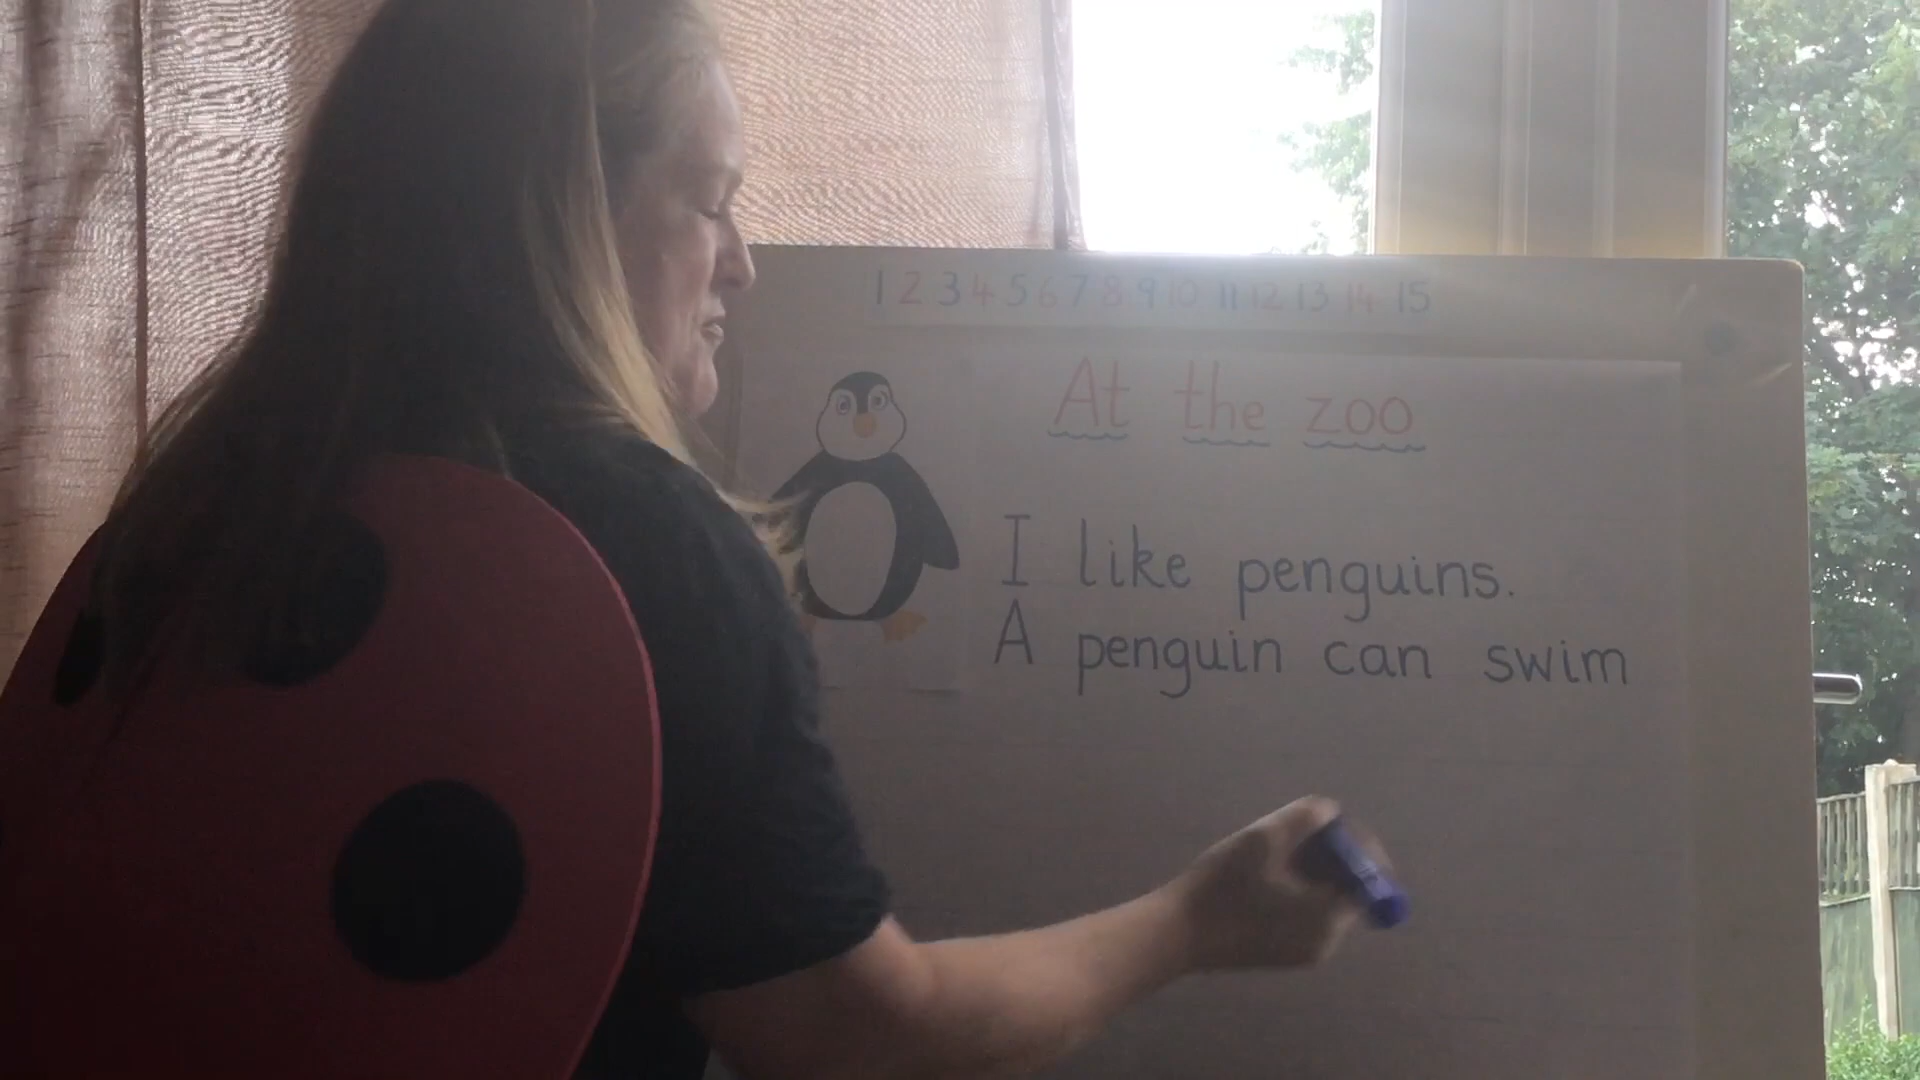 1 2 3 4 5 6 7 8 9 10 11 12 13 14 15
At the zoo
I like penguins.
A penguin can swim